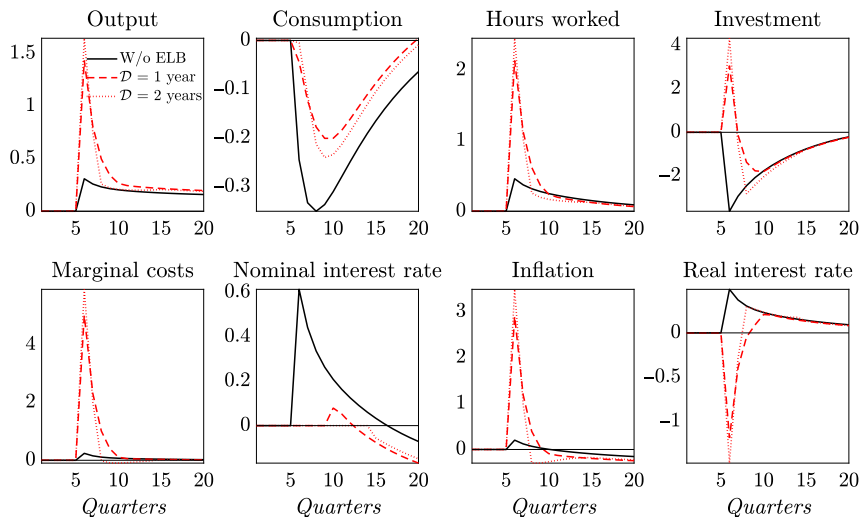 Output
Consumption
Hours worked
Investment
1.5
1
0.5
0
5 10 15 20
W/o ELB
𝒟 = 1 year
𝒟 = 2 years
0
−0.1
−0.2
−0.3
5 10 15 20
2
1
0
5 10 15 20
4
2
0
−2
5 10 15 20
Marginal costs
Nominal interest rate
Inflation
Real interest rate
4
2
0
5 10 15 20
Quarters
0.6
0.4
0.2
0
5 10 15 20
Quarters
3
2
1
0
5 10 15 20
Quarters
0
−0.5
−1
5 10 15 20
Quarters